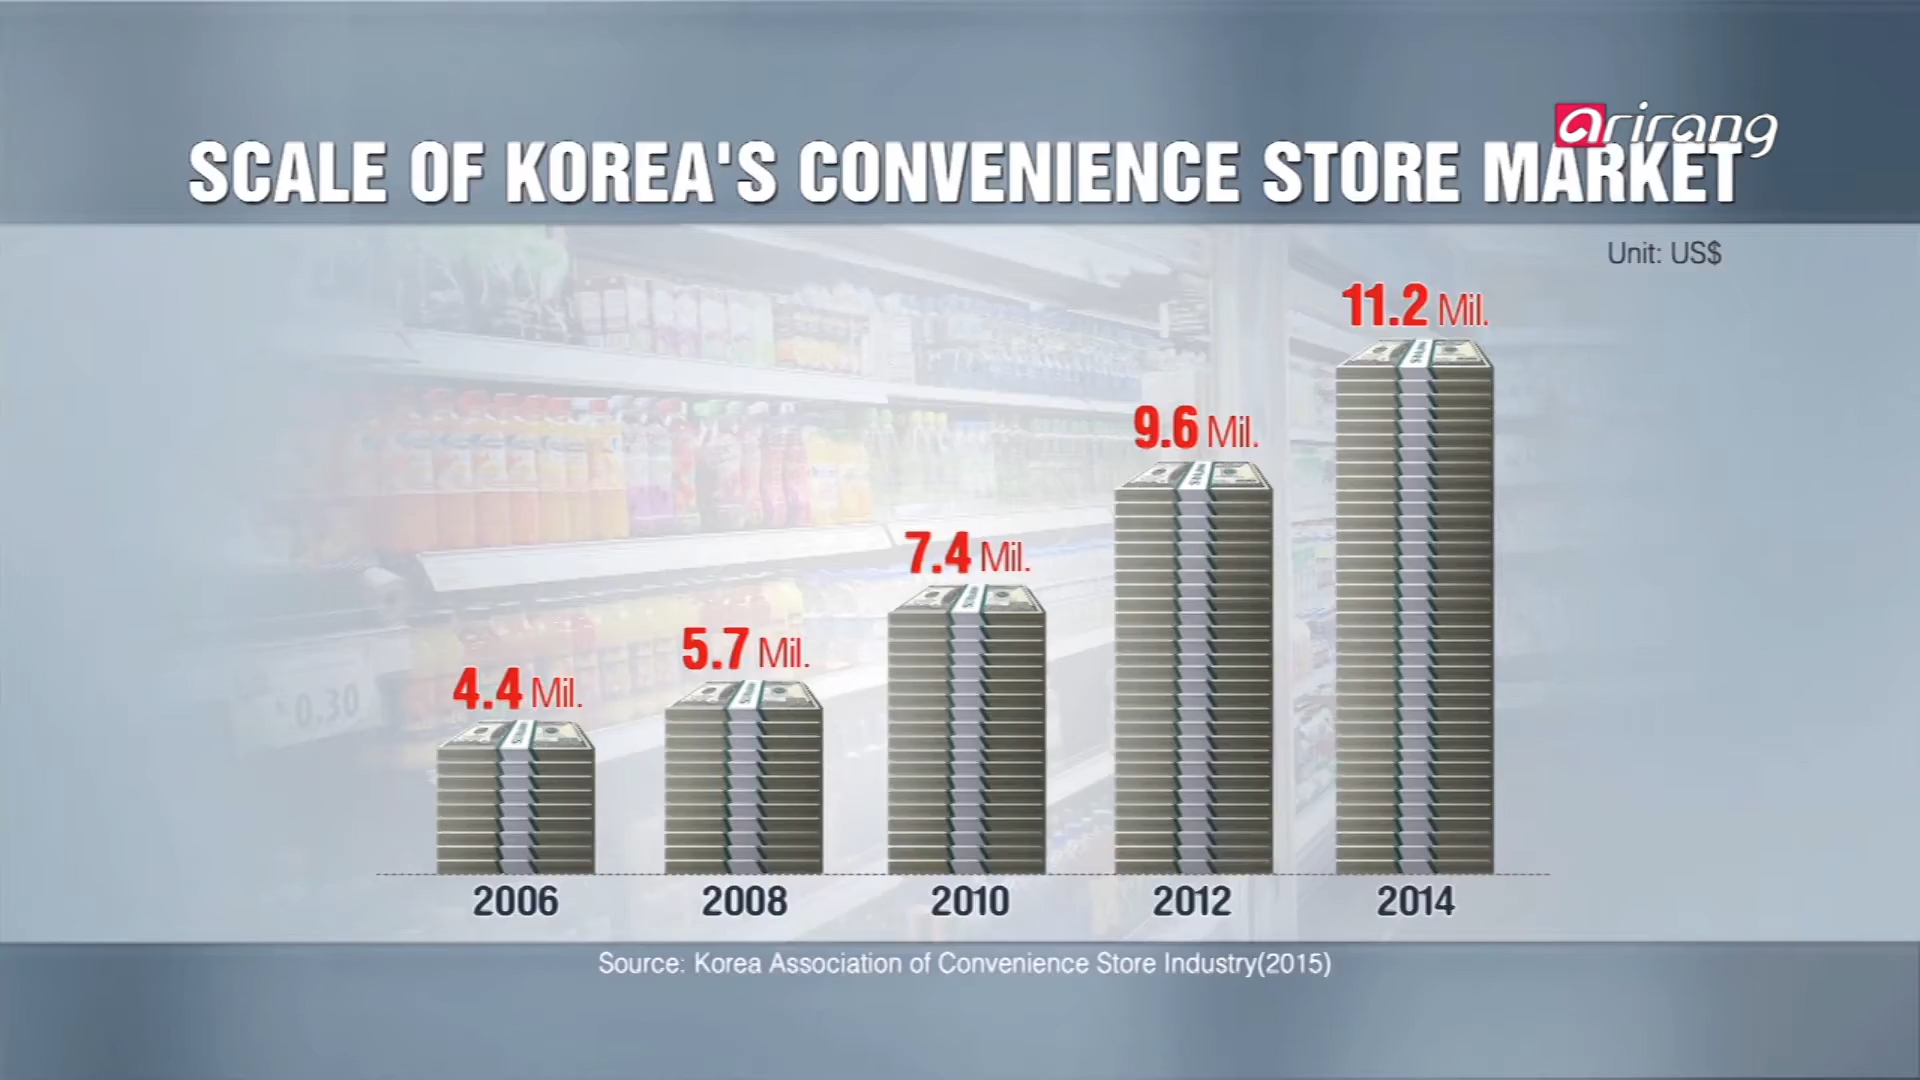 arirang
SCALE OF KOREA'S CONVENIENCE STORE MARKET
Unit: US$
11.2 Mil.
9.6 Mil.
7.4 Mil.
5.7 Mil.
4.4 Mil.
0.30
2006 2008 2010 2012 2014
Source: Korea Association of Convenience Store Industry(2015)